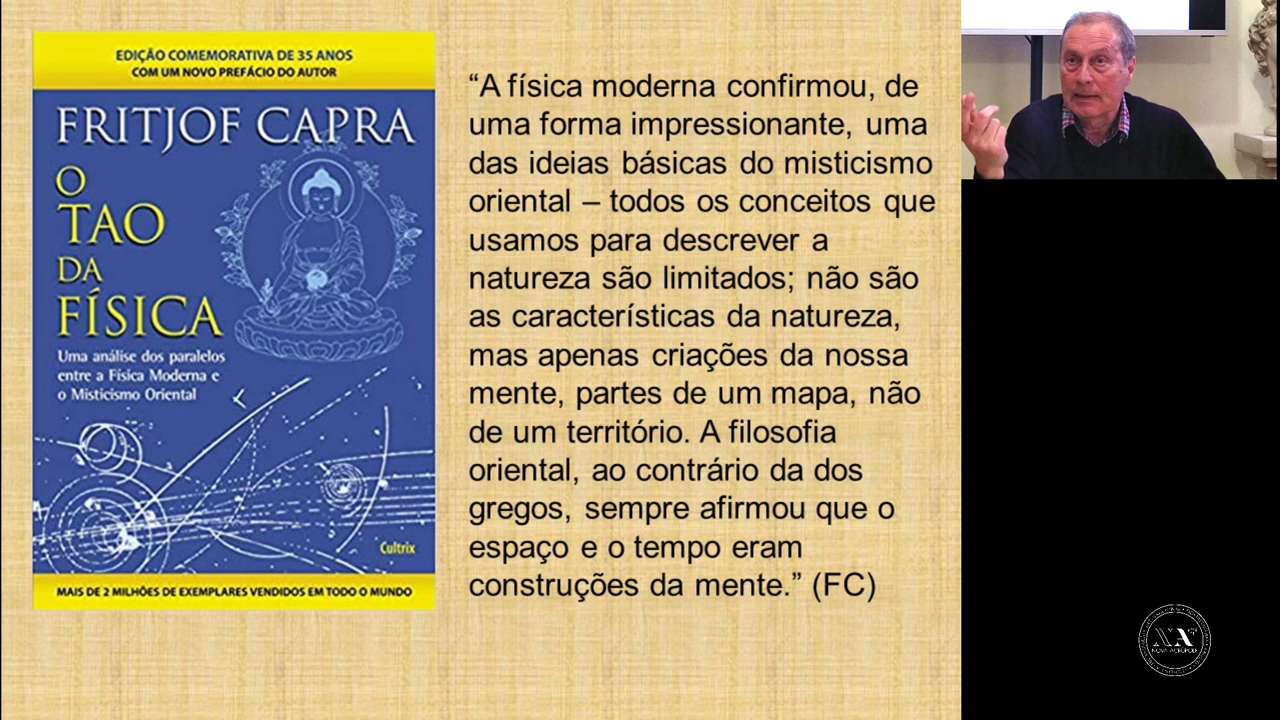 EDIÇÃO COMEMORATIVA DE 35 ANOS
COM UM NOVO PREFÁCIO DO AUTOR
FRITJOF CAPRA
O
TAO
DA
FÍSICA
Uma análise dos paralelos
entre a Física Moderna e
o Misticismo Oriental
Cultrix
MAIS DE 2 MILHÕES DE EXEMPLARES VENDIDOS EM TODO O MUNDO
“A física moderna confirmou, de
uma forma impressionante, uma
das ideias básicas do misticismo
oriental – todos os conceitos que
usamos para descrever a
natureza são limitados; não são
as características da natureza,
mas apenas criações da nossa
mente, partes de um mapa, não
de um território. A filosofia
oriental, ao contrário da dos
gregos, sempre afirmou que o
espaço e o tempo eram
construções da mente.” (FC)
NOVA ACRÓPOLE